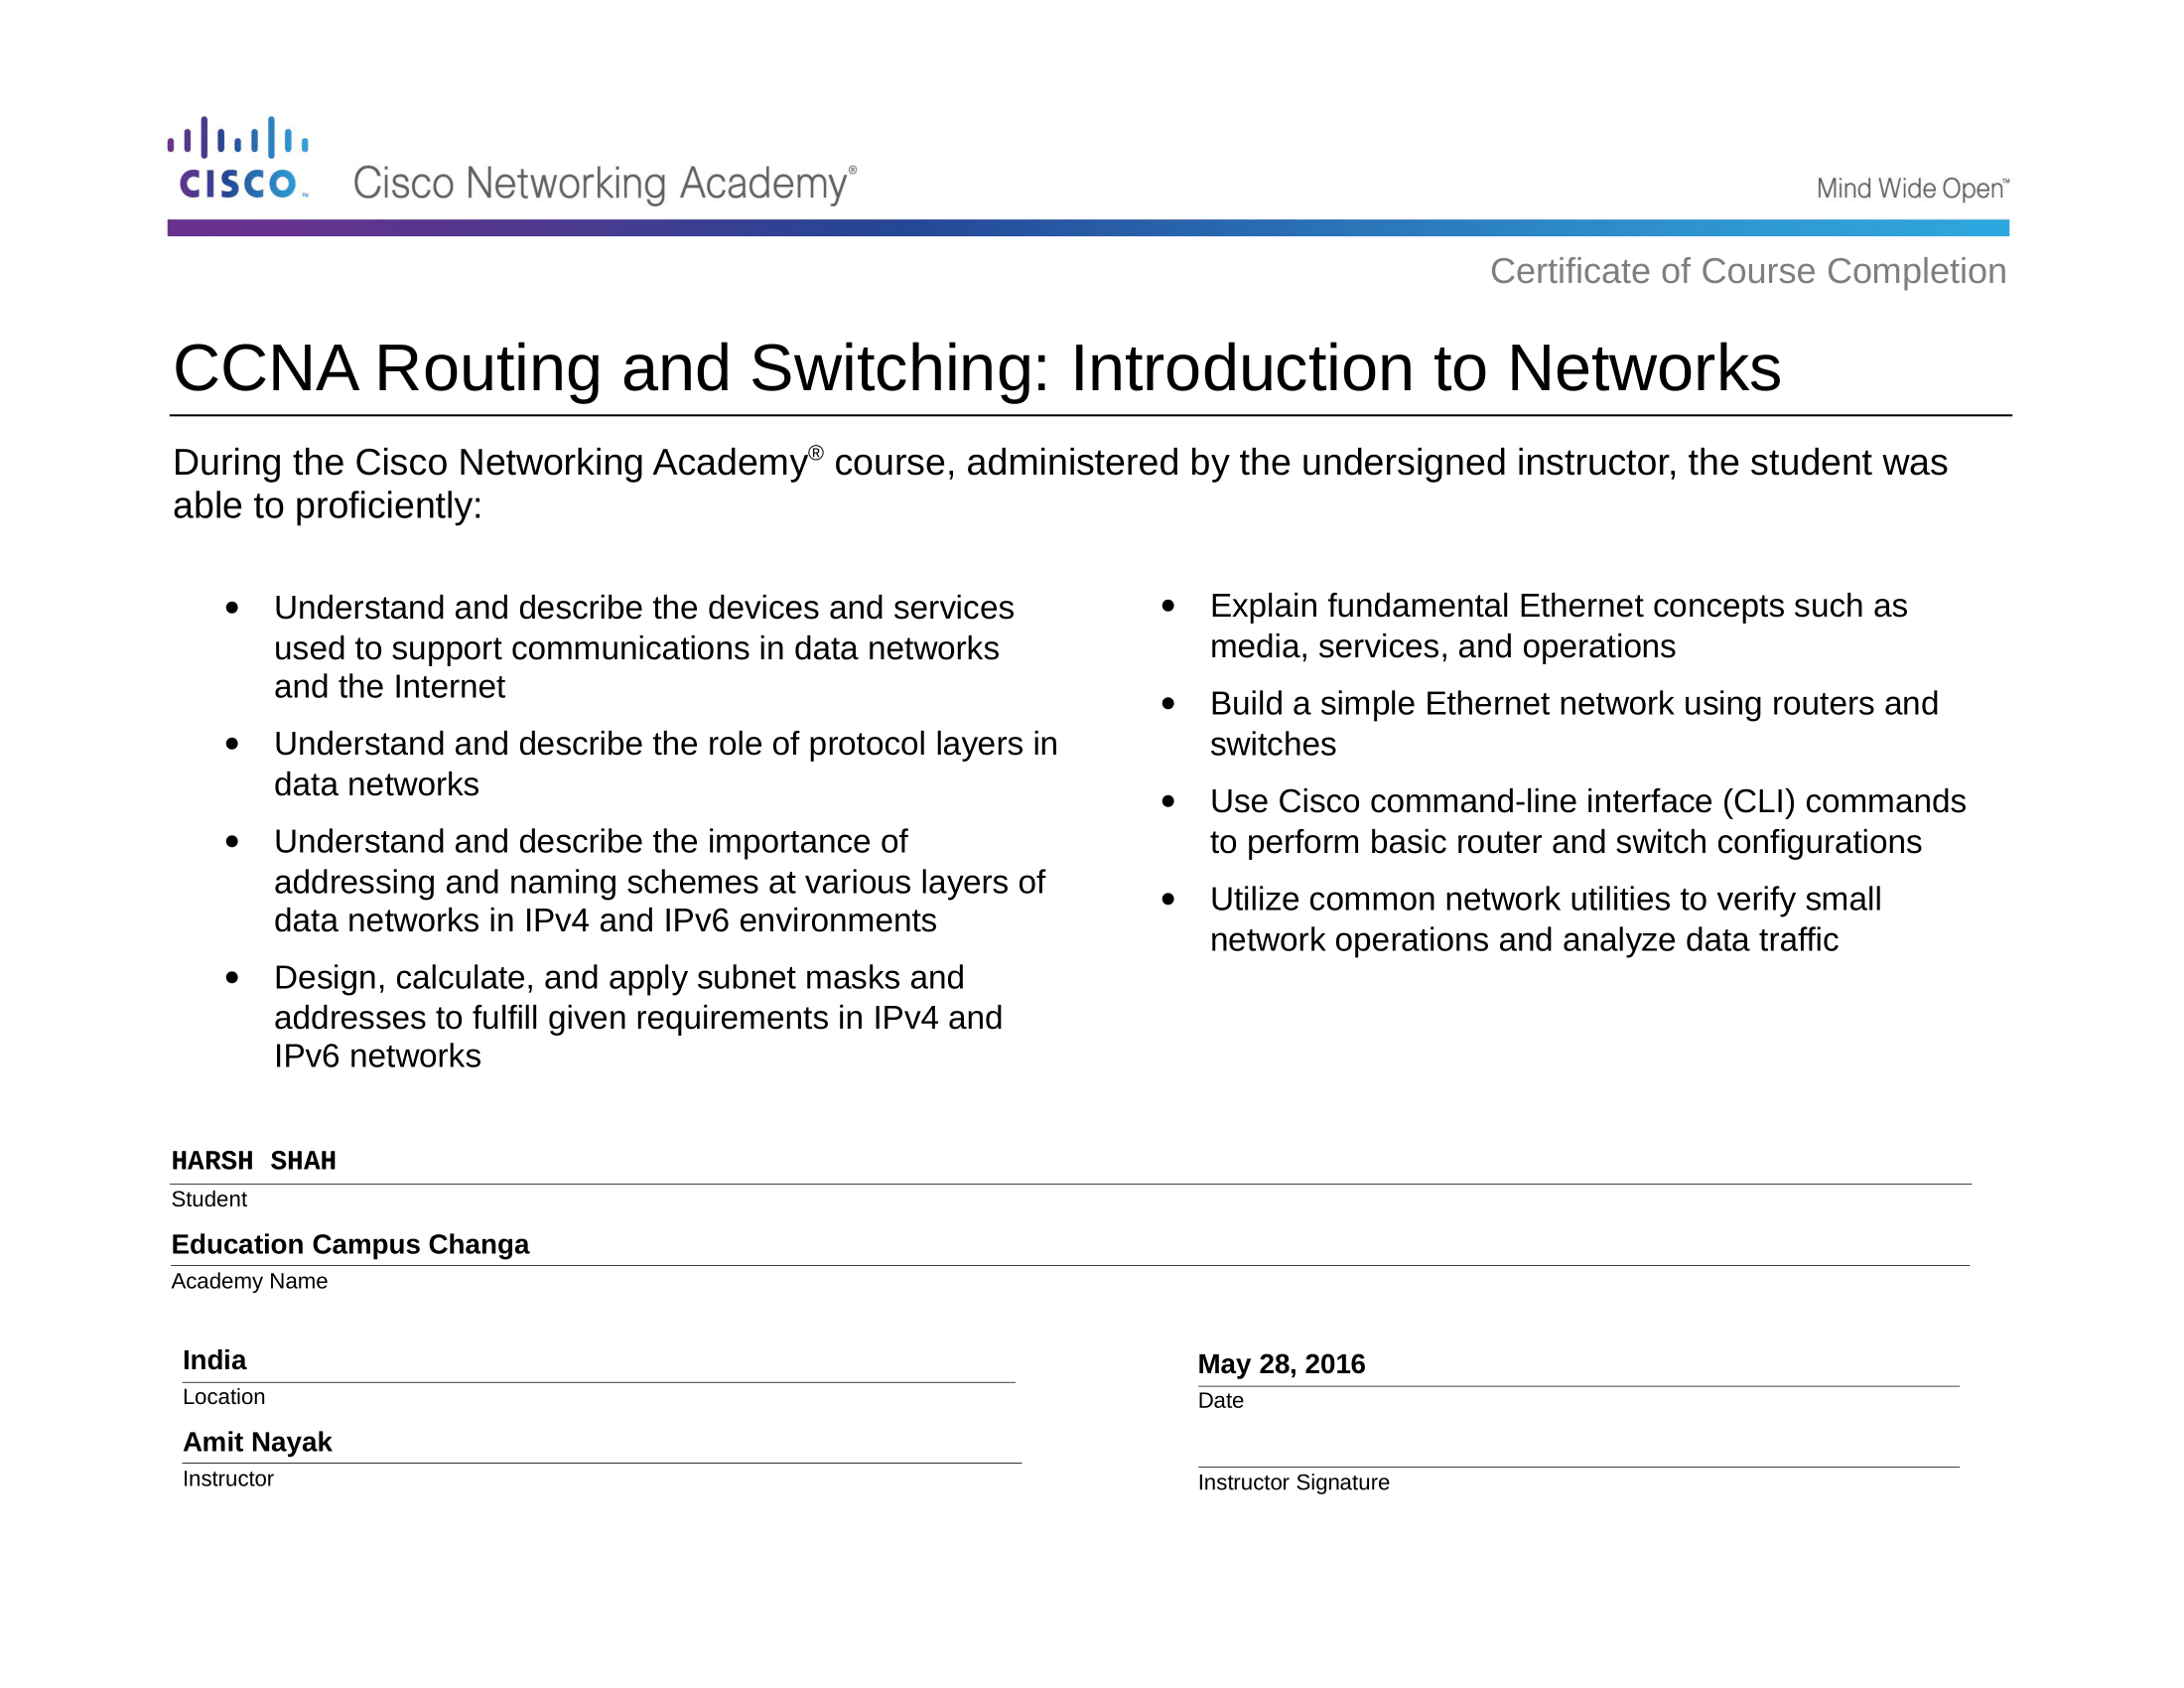 CISCO™
Cisco Networking Academy®
Mind Wide Open™
Certificate of Course Completion
CCNA Routing and Switching: Introduction to Networks
During the Cisco Networking Academy® course, administered by the undersigned instructor, the student was
able to proficiently:
• Understand and describe the devices and services
used to support communications in data networks
and the Internet
• Understand and describe the role of protocol layers in
data networks
• Understand and describe the importance of
addressing and naming schemes at various layers of
data networks in IPv4 and IPv6 environments
• Design, calculate, and apply subnet masks and
addresses to fulfill given requirements in IPv4 and
IPv6 networks
• Explain fundamental Ethernet concepts such as
media, services, and operations
• Build a simple Ethernet network using routers and
switches
• Use Cisco command-line interface (CLI) commands
to perform basic router and switch configurations
• Utilize common network utilities to verify small
network operations and analyze data traffic
HARSH SHAH
Student
Education Campus Changa
Academy Name
India
Location
May 28, 2016
Date
Amit Nayak
Instructor
Instructor Signature